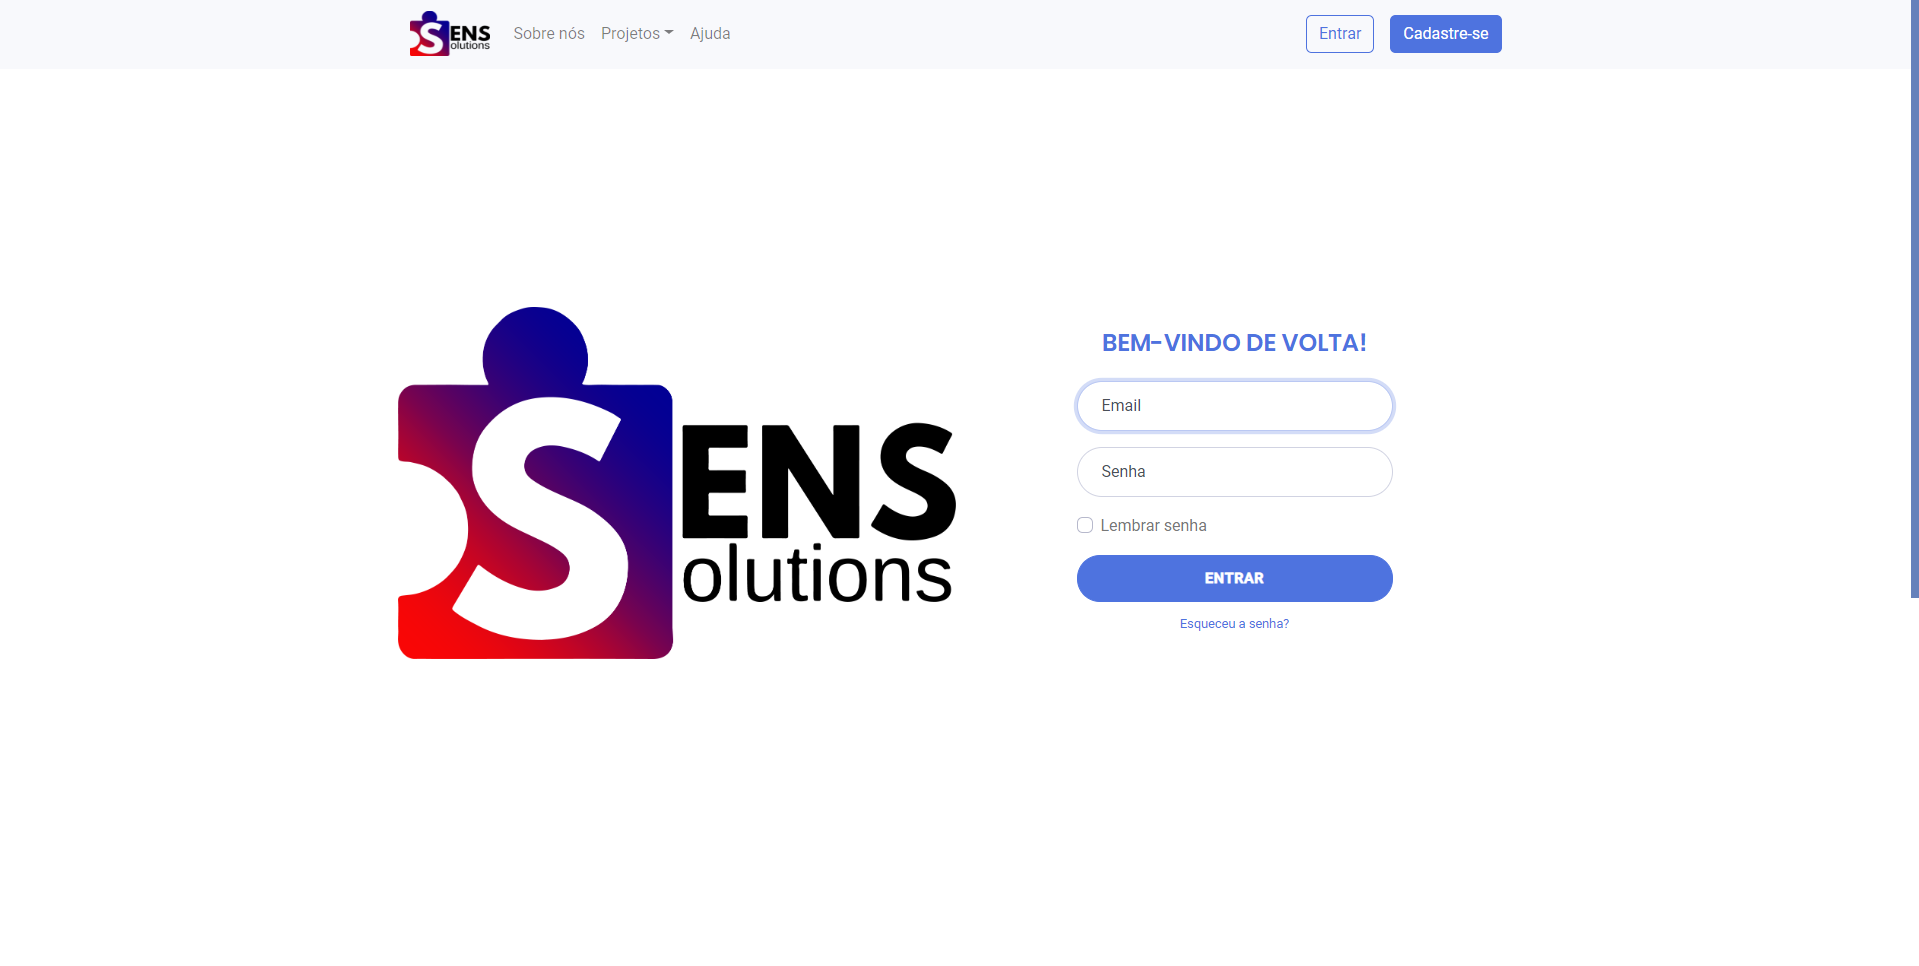 SENS
olutions
Sobre nós
Projetos
Ajuda
Entrar
Cadastre-se
SENS
olutions
BEM-VINDO DE VOLTA!
Email
Senha
Lembrar senha
ENTRAR
Esqueceu a senha?